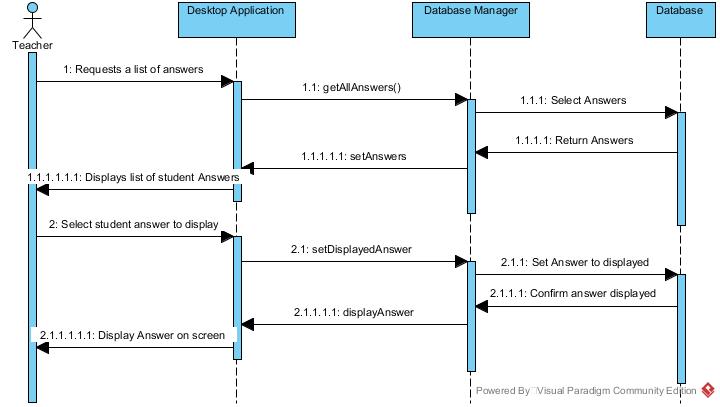 Desktop Application
Database Manager
Database
Teacher
1: Requests a list of answers
1.1: getAllAnswers()
1.1.1: Select Answers
1.1.1.1: Return Answers
1.1.1.1.1: setAnswers
1.1.1.1.1.1: Displays list of student Answers
2: Select student answer to display
2.1: setDisplayedAnswer
2.1.1: Set Answer to displayed
2.1.1.1: Confirm answer displayed
2.1.1.1.1: displayAnswer
2.1.1.1.1.1: Display Answer on screen
Powered By Visual Paradigm Community Edition